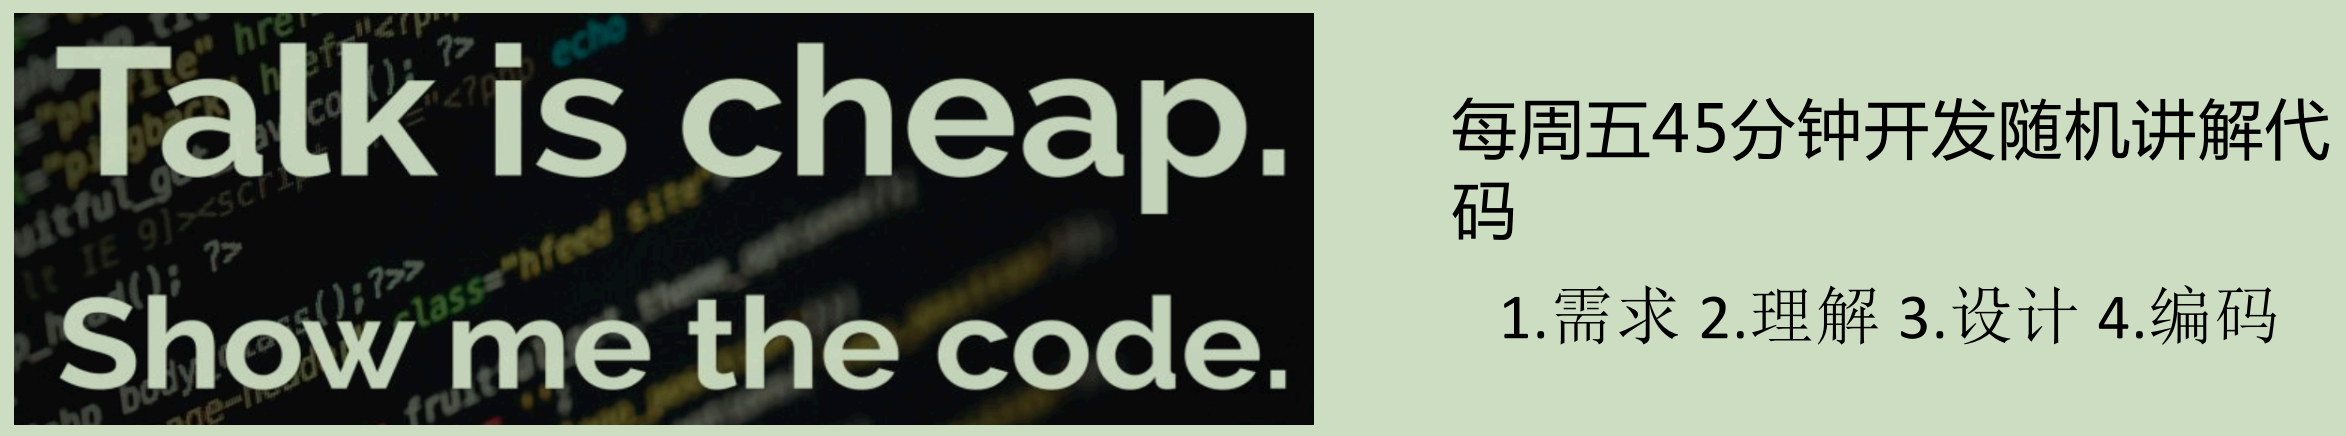 Talk is cheap.
Show me the code.
每周五45分钟开发随机讲解代
码
1.需求 2.理解 3.设计 4.编码